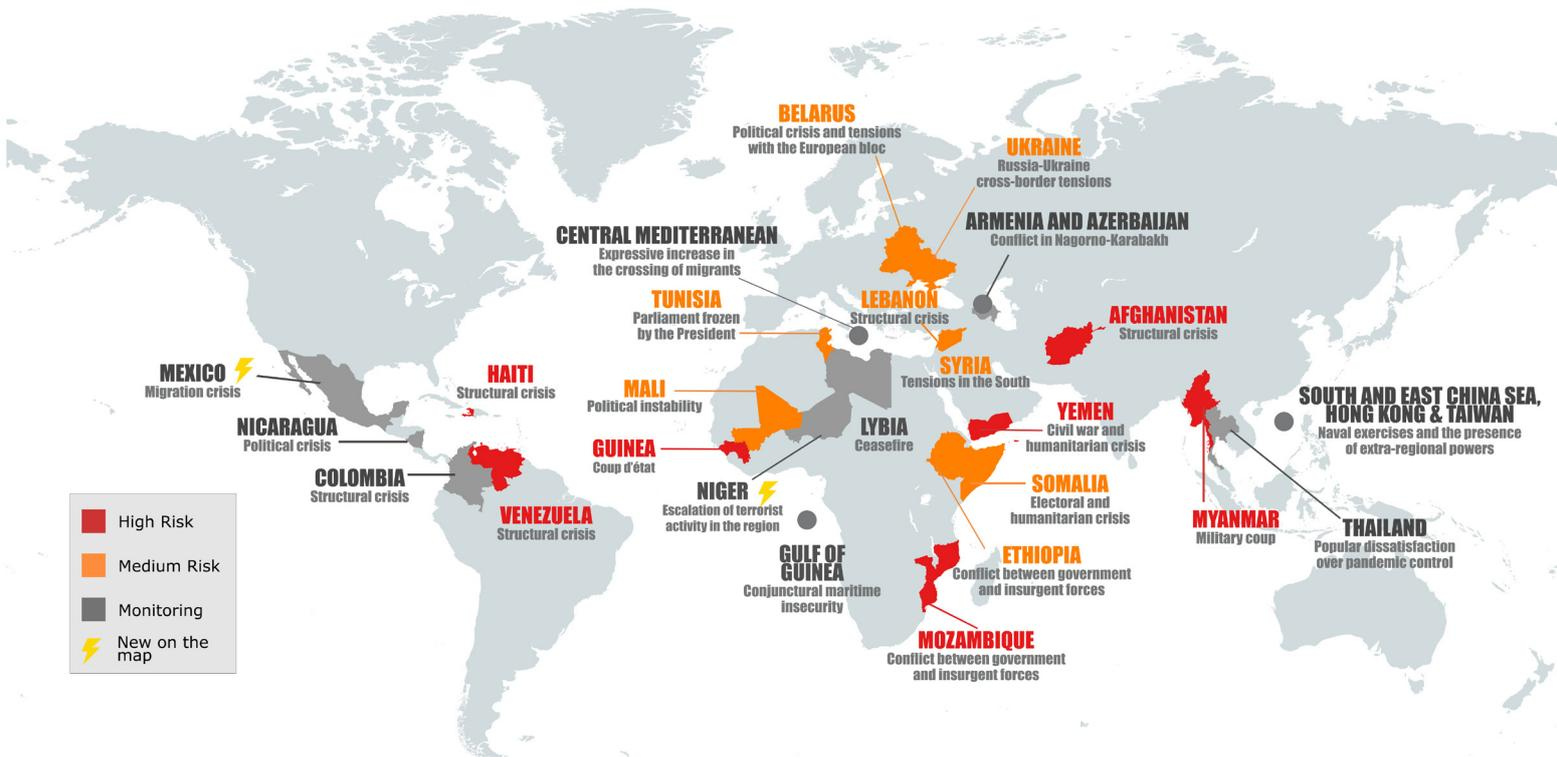 BELARUS
Political crisis and tensions
with the European bloc
UKRAINE
Russia-Ukraine
cross-border tensions
ARMENIA AND AZERBAIJAN
Conflict in Nagorno-Karabakh
CENTRAL MEDITERRANEAN
Expressive increase in
the crossing of migrants
TUNISIA
Parliament frozen
by the President
LEBANON
Structural crisis
AFGHANISTAN
Structural crisis
SYRIA
Tensions in the South
MEXICO
Migration crisis
HAITI
Structural crisis
MALI
Political instability
NICARAGUA
Political crisis
GUINEA
Coup d'état
LYBIA
Ceasefire
YEMEN
Civil war and
humanitarian crisis
SOUTH AND EAST CHINA SEA,
HONG KONG & TAIWAN
Naval exercises and the presence
of extra-regional powers
COLOMBIA
Structural crisis
NIGER
Escalation of terrorist
activity in the region
SOMALIA
Electoral and
humanitarian crisis
VENEZUELA
Structural crisis
MYANMAR
Military coup
THAILAND
Popular dissatisfaction
over pandemic control
GULF OF
GUINEA
Conjunctural maritime
insecurity
ETHIOPIA
Conflict between government
and insurgent forces
MOZAMBIQUE
Conflict between government
and insurgent forces
High Risk
Medium Risk
Monitoring
New on the
map